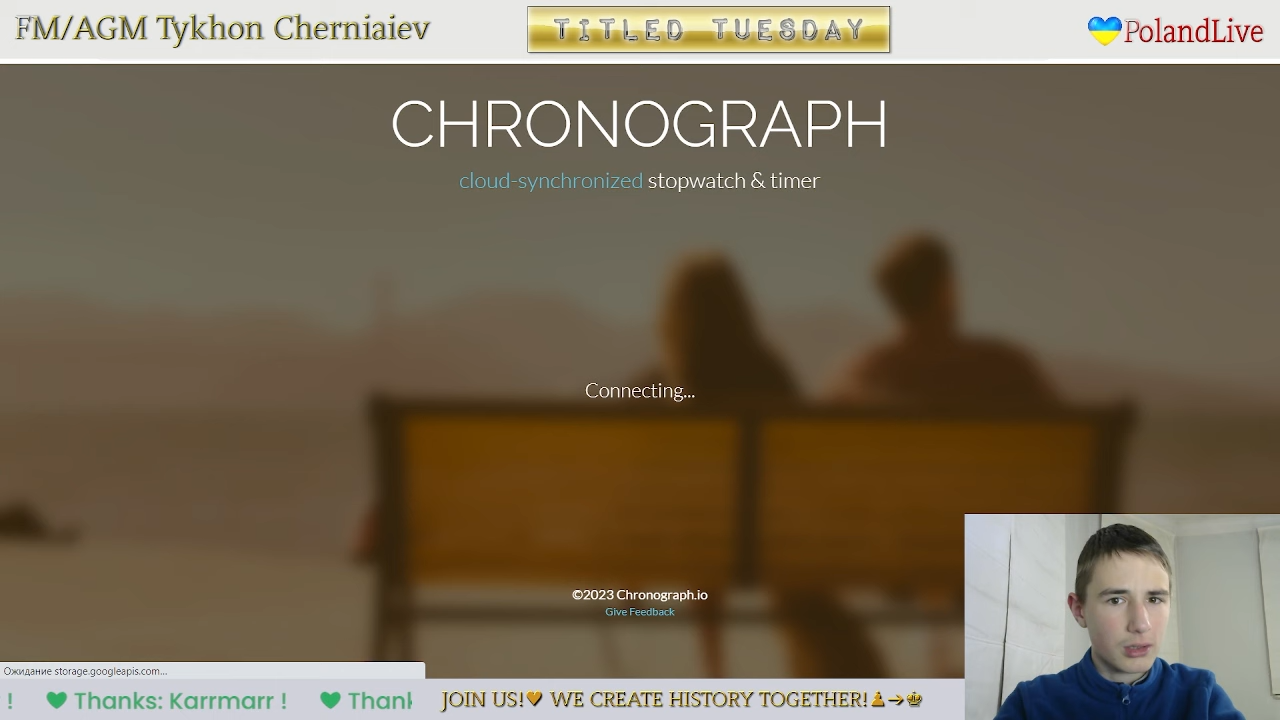 FM/AGM Tykhon Cherniaiev
TITLED TUESDAY
PolandLive
CHRONOGRAPH
cloud-synchronized stopwatch & timer
Connecting...
©2023 Chronograph.io
Give Feedback
Ожидание storage.googleapis.com...
! 💚 Thanks: Karrmarr ! 💚 Thank
JOIN US!🧡 WE CREATE HISTORY TOGETHER!♟➔♚